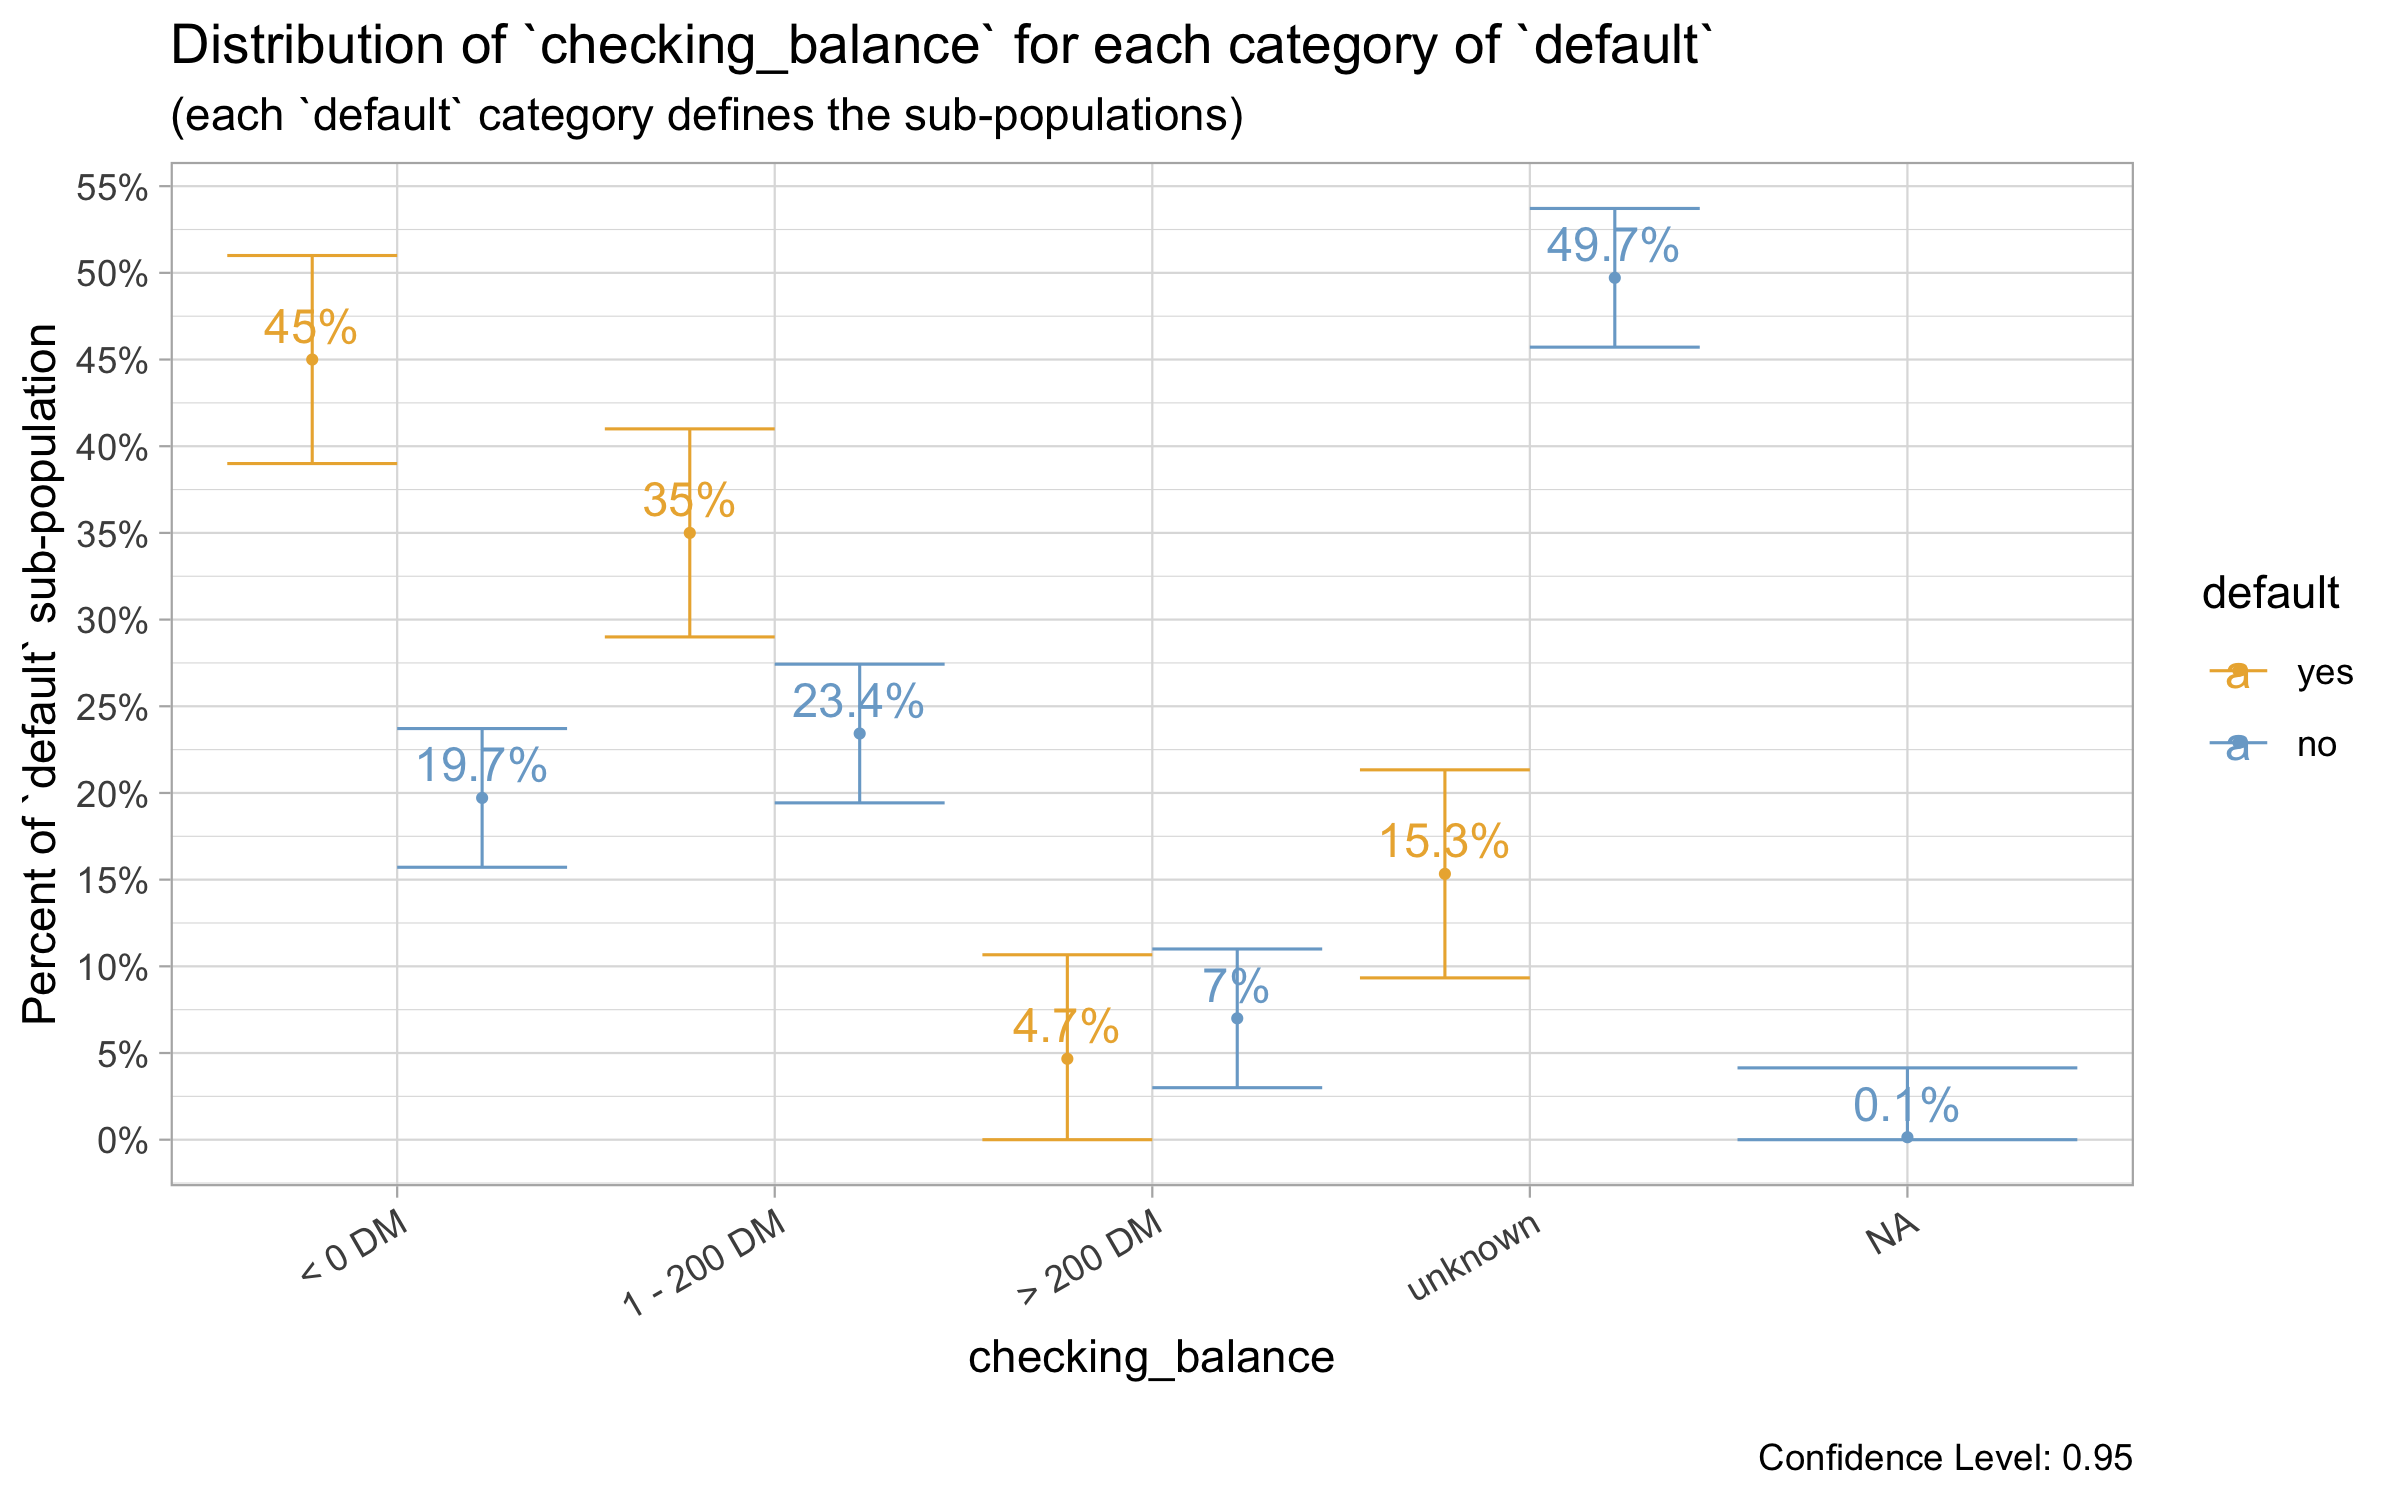 Distribution of `checking_balance` for each category of `default`
(each `default` category defines the sub-populations)
Percent of `default` sub-population
55%
50%
45%
40%
35%
30%
25%
20%
15%
10%
5%
0%
45%
19.7%
35%
23.4%
4.7%
7%
15.3%
49.7%
0.1%
< 0 DM
1 - 200 DM
> 200 DM
unknown
NA
checking_balance
default
a yes
a no
Confidence Level: 0.95